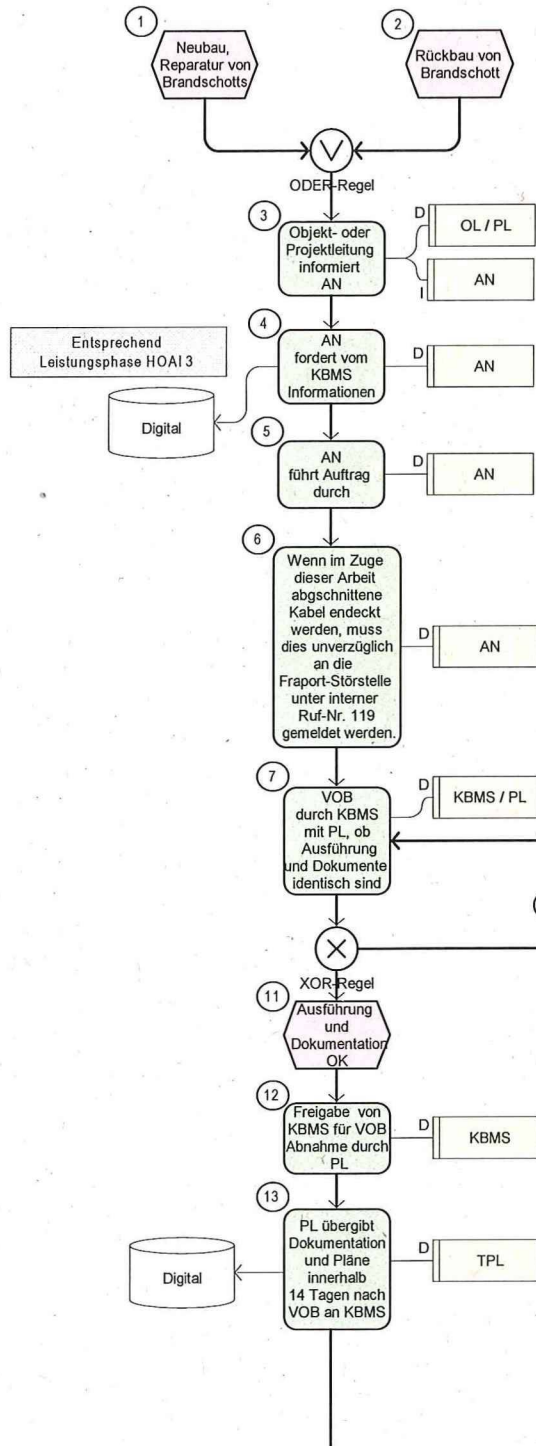 1
Neubau,
Reparatur von
Brandschotts
2
Rückbau von
Brandschott
ODER-Regel
3
Objekt- oder
Projektleitung
informiert
AN
D
OL / PL
I
AN
Entsprechend
Leistungsphase HOAI 3
4
AN
fordert vom
KBMS
Informationen
D
AN
Digital
5
AN
führt Auftrag
durch
D
AN
6
Wenn im Zuge
dieser Arbeit
abgschnittene
Kabel endeckt
werden, muss
dies unverzüglich
an die
Fraport-Störstelle
unter interner
Ruf-Nr. 119
gemeldet werden.
D
AN
7
VOB
durch KBMS
mit PL, ob
Ausführung
und Dokumente
identisch sind
D
KBMS / PL
XOR-Regel
11
Ausführung
und
Dokumentation
OK
12
Freigabe von
KBMS für VOB
Abnahme durch
PL
D
KBMS
13
PL übergibt
Dokumentation
und Pläne
innerhalb
14 Tagen nach
VOB an KBMS
D
TPL
Digital